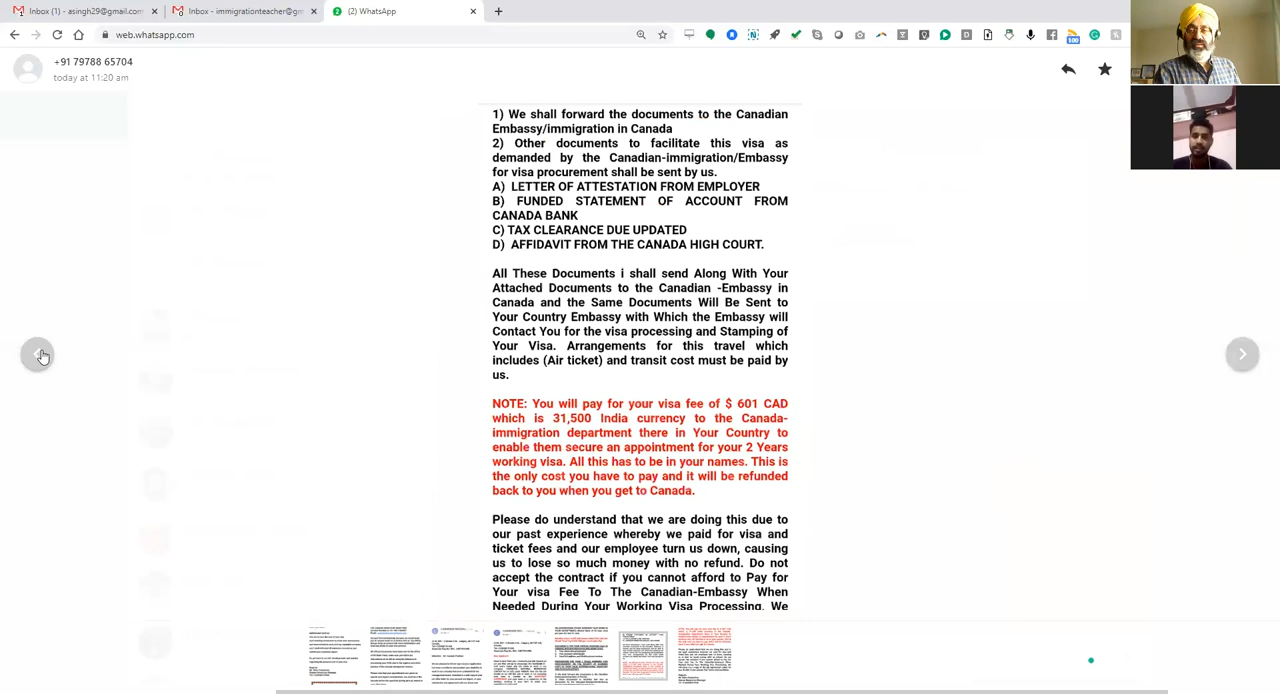 Inbox (1) - asingh29@gmail.com
Inbox - immigrationteacher@gm
(2) WhatsApp
web.whatsapp.com
+91 79788 65704
today at 11:20 am
1) We shall forward the documents to the Canadian
Embassy/immigration in Canada
2) Other documents to facilitate this visa as
demanded by the Canadian-immigration/Embassy
for visa procurement shall be sent by us.
A) LETTER OF ATTESTATION FROM EMPLOYER
B) FUNDED STATEMENT OF ACCOUNT FROM
CANADA BANK
C) TAX CLEARANCE DUE UPDATED
D) AFFIDAVIT FROM THE CANADA HIGH COURT.
All These Documents i shall send Along With Your
Attached Documents to the Canadian -Embassy in
Canada and the Same Documents Will Be Sent to
Your Country Embassy with Which the Embassy will
Contact You for the visa processing and Stamping of
Your Visa. Arrangements for this travel which
includes (Air ticket) and transit cost must be paid by
us.
NOTE: You will pay for your visa fee of $ 601 CAD
which is 31,500 India currency to the Canada-
immigration department there in Your Country to
enable them secure an appointment for your 2 Years
working visa. All this has to be in your names. This is
the only cost you have to pay and it will be refunded
back to you when you get to Canada.
Please do understand that we are doing this due to
our past experience whereby we paid for visa and
ticket fees and our employee turn us down, causing
us to lose so much money with no refund. Do not
accept the contract if you cannot afford to Pay for
Your visa Fee To The Canadian-Embassy When
Needed During Your Working Visa Processing. We